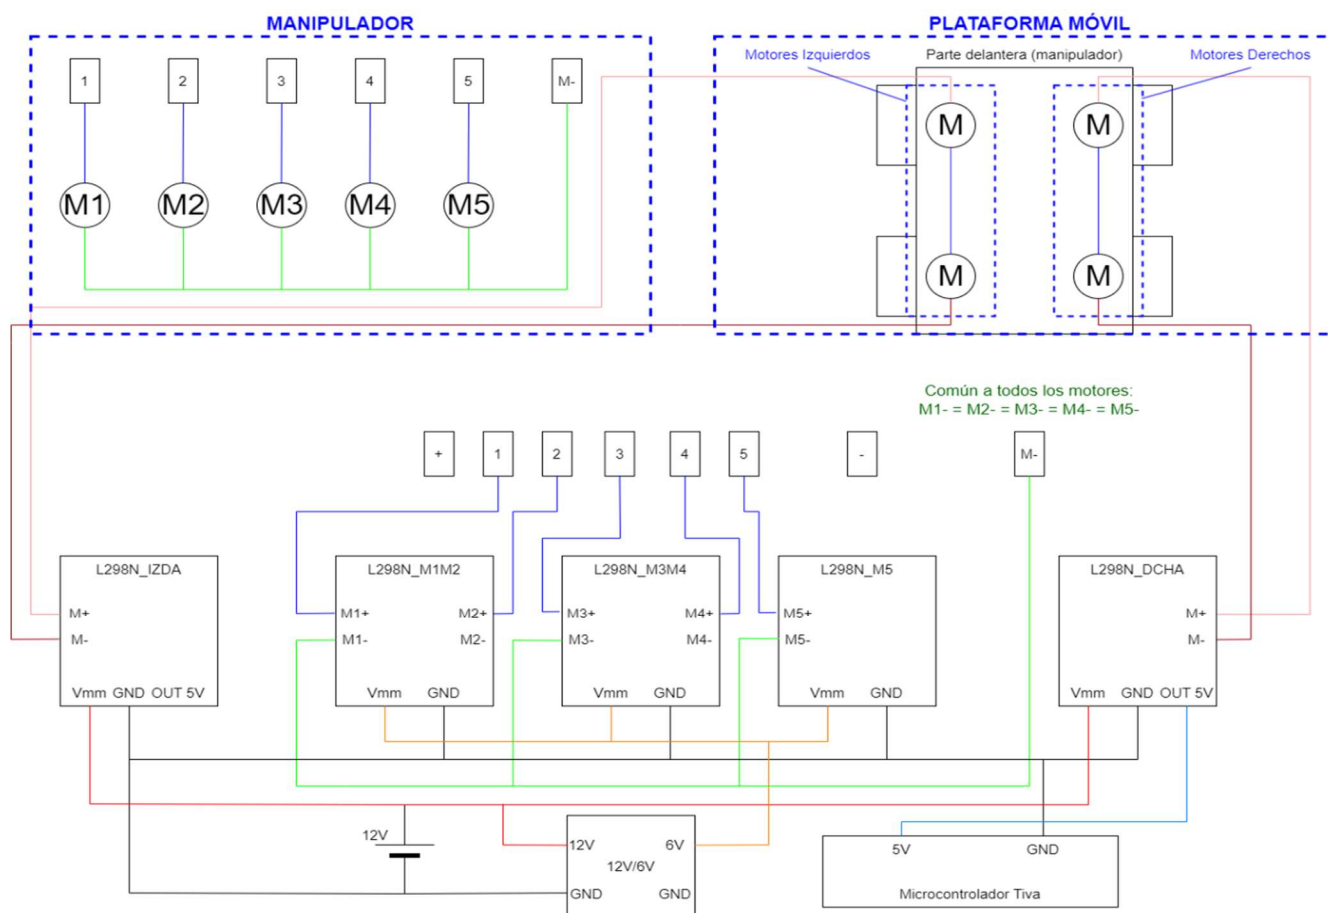 MANIPULADOR
PLATAFORMA MÓVIL
1
2
3
4
5
M-
Motores Izquierdos
Parte delantera (manipulador)
Motores Derechos
M
M
M1
M2
M3
M4
M5
M
M
Común a todos los motores:
M1- = M2- = M3- = M4- = M5-
+
1
2
3
4
5
-
M-
L298N_IZDA
M+
M-
Vmm GND OUT 5V
L298N_M1M2
M1+ M2+
M1- M2-
Vmm GND
L298N_M3M4
M3+ M4+
M3- M4-
Vmm GND
L298N_M5
M5+
M5-
Vmm GND
L298N_DCHA
M+
M-
Vmm GND OUT 5V
12V
12V 6V
12V/6V
GND GND
5V GND
Microcontrolador Tiva